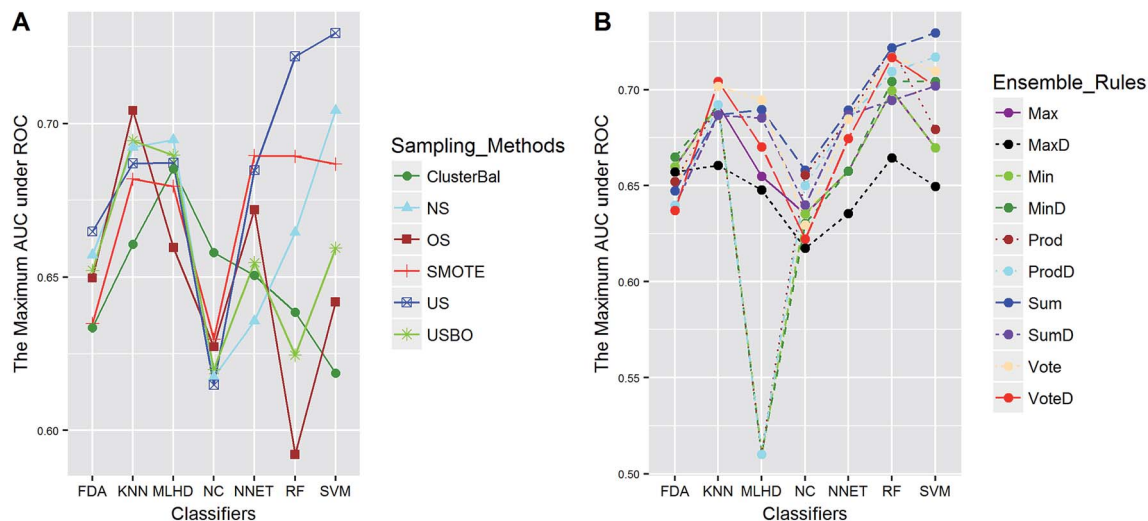 A
The Maximum AUC under ROC
0.70
0.65
0.60
FDA KNN MLHD NC NNET RF SVM
Classifiers
Sampling_Methods
ClusterBal
NS
OS
SMOTE
US
USBO
B
The Maximum AUC under ROC
0.70
0.65
0.60
0.55
0.50
FDA KNN MLHD NC NNET RF SVM
Classifiers
Ensemble_Rules
Max
MaxD
Min
MinD
Prod
ProdD
Sum
SumD
Vote
VoteD